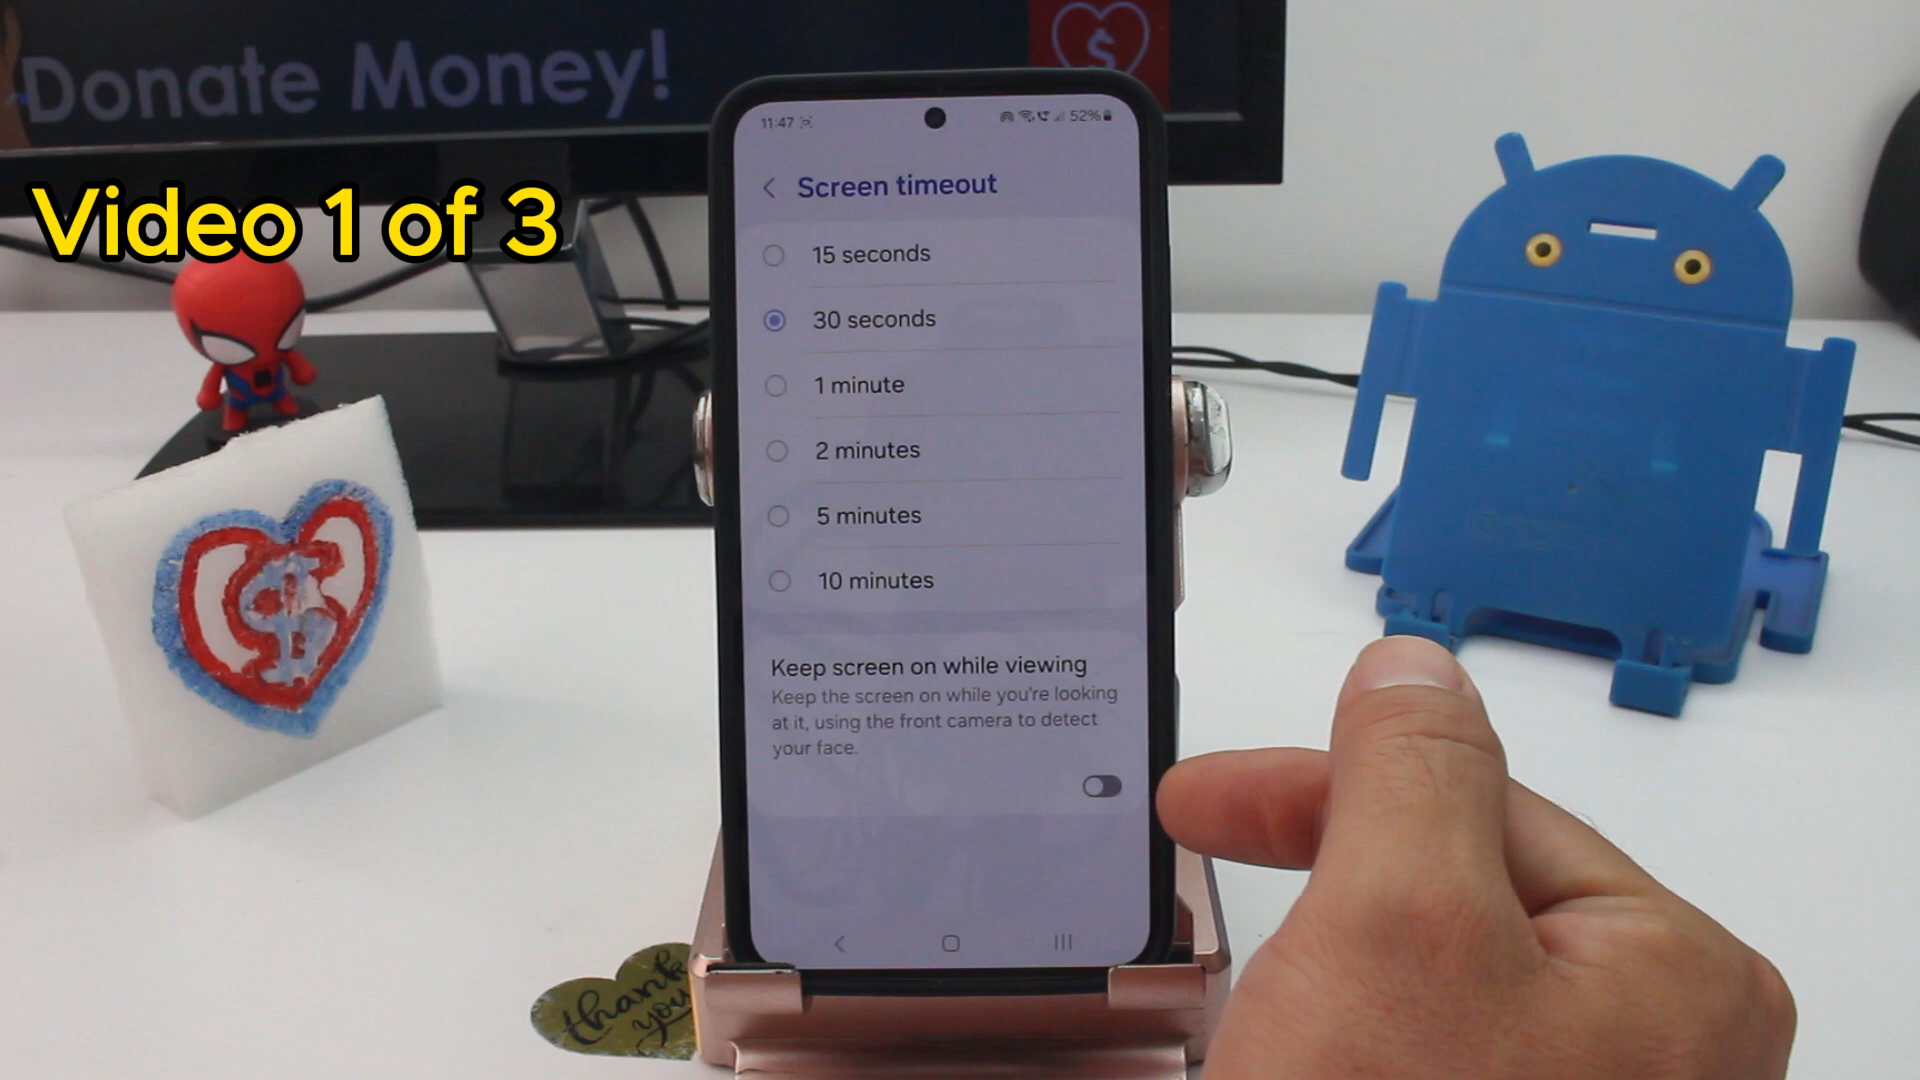 Donate Money!
$
Video 1 of 3
11:47
52%
Screen timeout
15 seconds
30 seconds
1 minute
2 minutes
5 minutes
10 minutes
Keep screen on while viewing
Keep the screen on while you're looking
at it, using the front camera to detect
your face.
$
thank
you